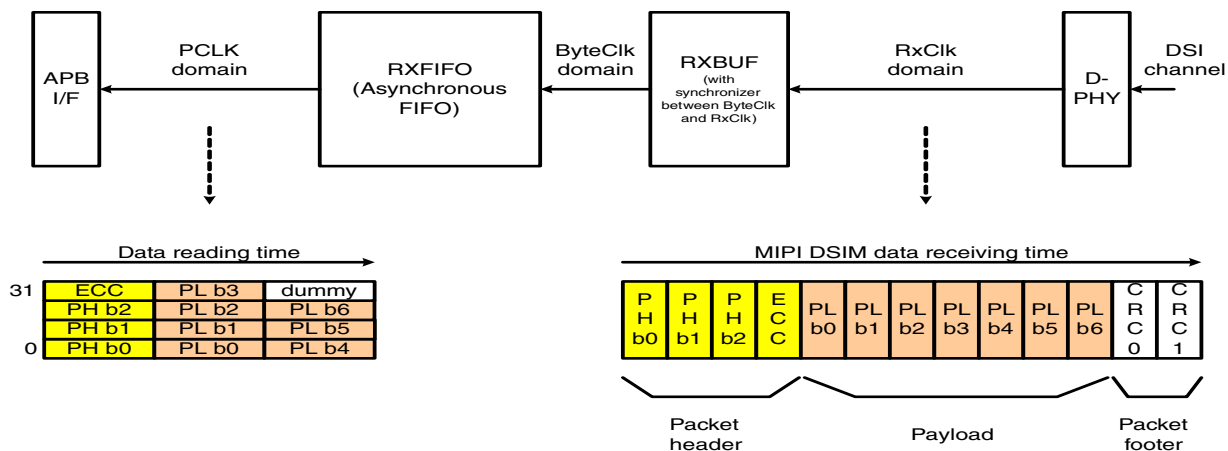 APB
I/F
PCLK
domain
RXFIFO
(Asynchronous
FIFO)
ByteClk
domain
RXBUF
(with
synchronizer
between ByteClk
and RxClk)
RxClk
domain
D-
PHY
DSI
channel
Data reading time
31 ECC PL b3 dummy
PH b2 PL b2 PL b6
PH b1 PL b1 PL b5
0 PH b0 PL b0 PL b4
MIPI DSIM data receiving time
P
H
b0
P
H
b1
P
H
b2
E
C
C
PL
b0
PL
b1
PL
b2
PL
b3
PL
b4
PL
b5
PL
b6
C
R
C
0
C
R
C
1
Packet
header
Payload
Packet
footer